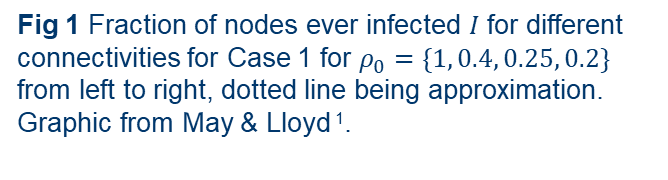 Fig 1 Fraction of nodes ever infected I for different
connectivities for Case 1 for ρ₀ = {1, 0.4, 0.25, 0.2}
from left to right, dotted line being approximation.
Graphic from May & Lloyd ¹.